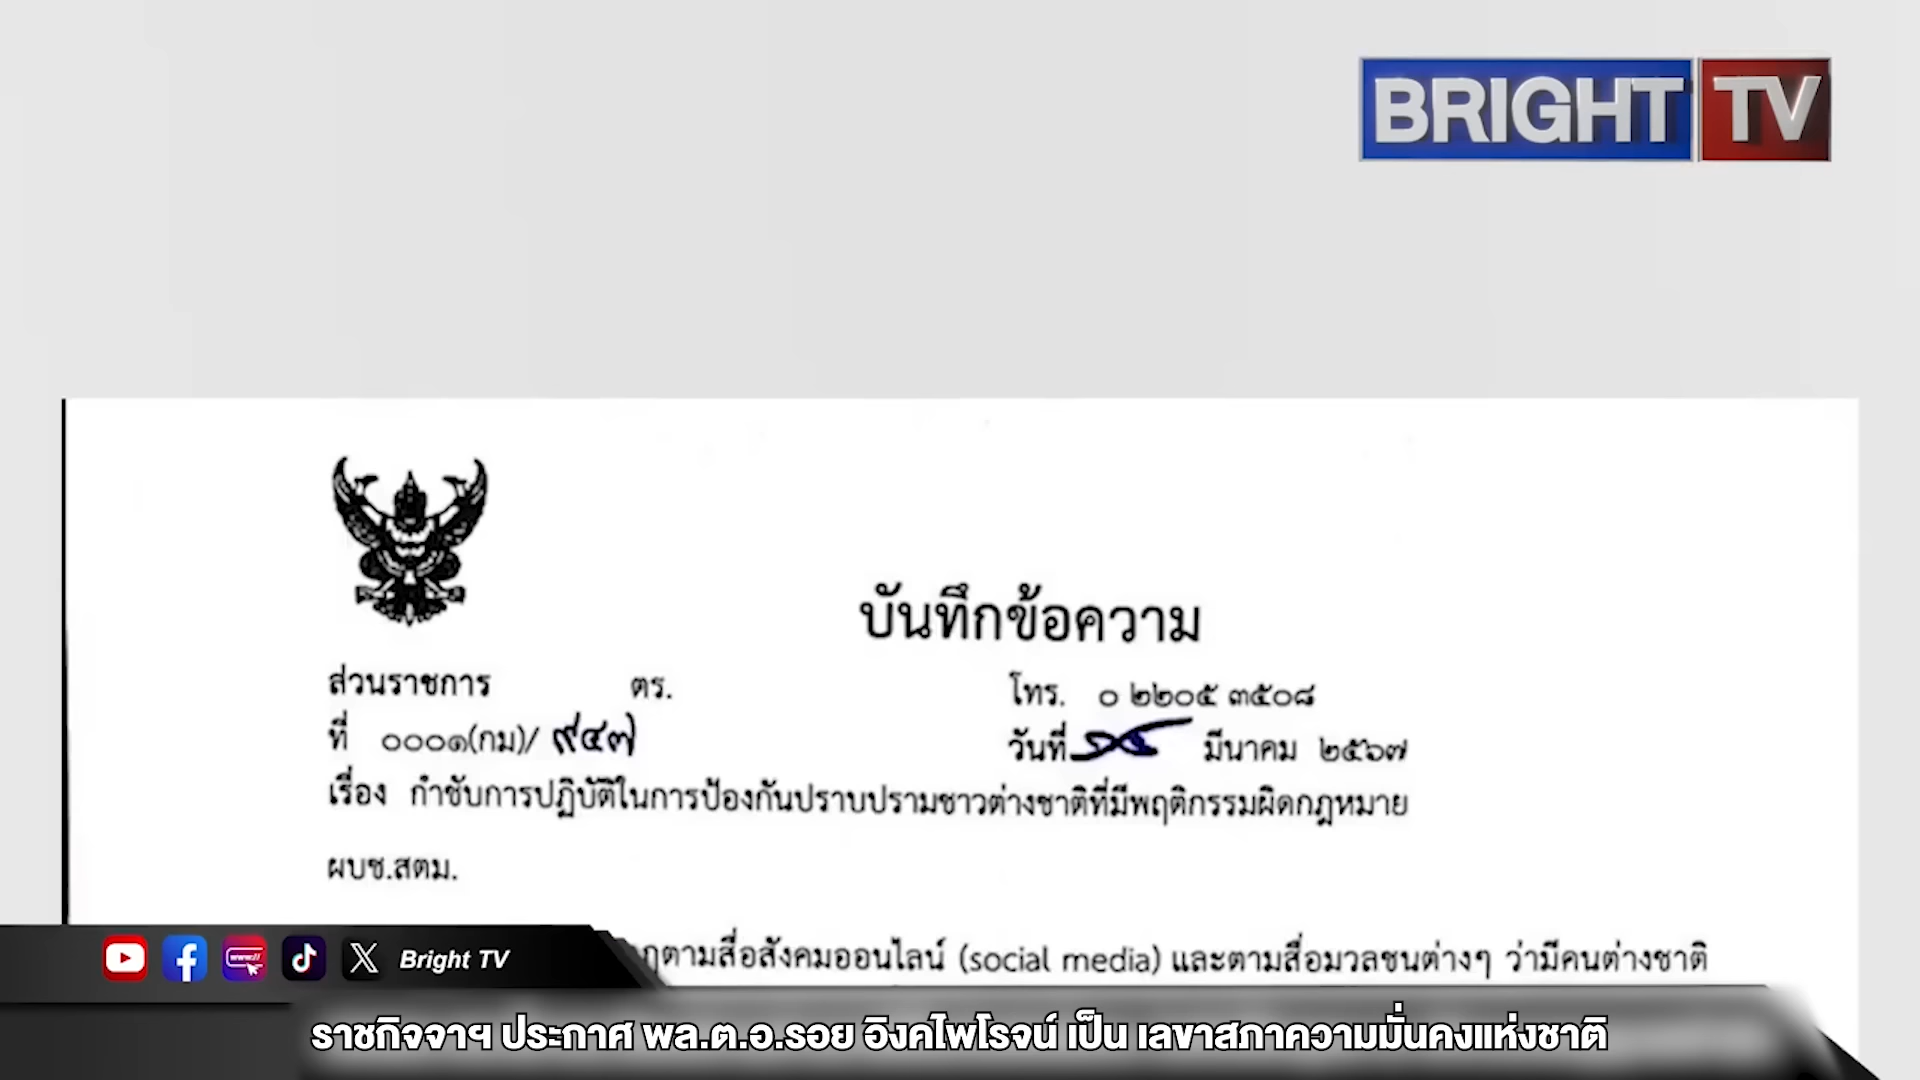 BRIGHT TV
บันทึกข้อความ
ส่วนราชการ ตร. โทร. ๐ ๒๒๐๕ ๓๕๐๘
ที่ ๐๐๐๑(กม)/ ๙๔๗ วันที่ มีนาคม ๒๕๖๗
เรื่อง กำชับการปฏิบัติในการป้องกันปราบปรามชาวต่างชาติที่มีพฤติกรรมผิดกฎหมาย
ผบช.สตม.
ตามสื่อสังคมออนไลน์ (social media) และตามสื่อมวลชนต่างๆ ว่ามีคนต่างชาติ
Bright TV
ราชกิจจาฯ ประกาศ พล.ต.อ.รอย อิงคไพโรจน์ เป็น เลขาสภาความมั่นคงแห่งชาติ